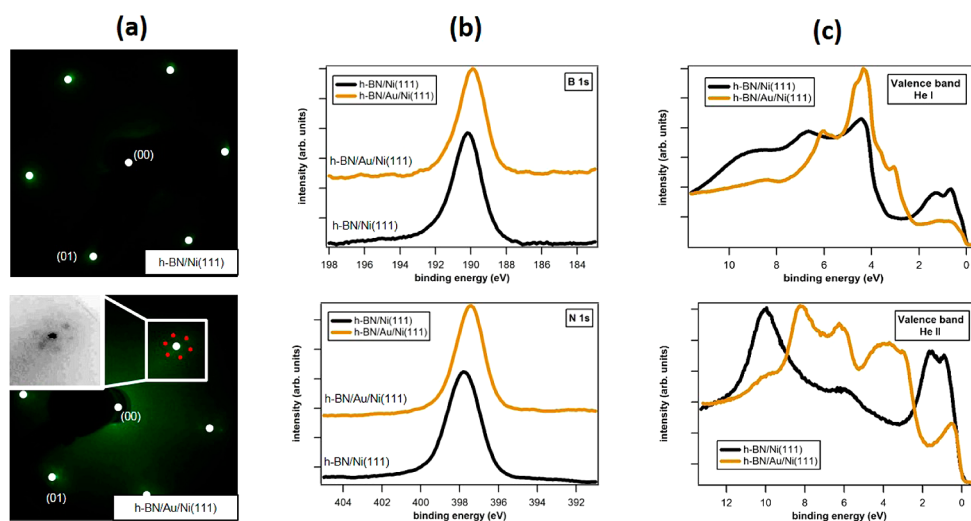 (a)
(00)
(01)
h-BN/Ni(111)
(00)
(01)
h-BN/Au/Ni(111)
(b)
h-BN/Ni(111)
h-BN/Au/Ni(111)
B 1s
h-BN/Au/Ni(111)
h-BN/Ni(111)
intensity (arb. units)
198 196 194 192 190 188 186 184
binding energy (eV)
h-BN/Ni(111)
h-BN/Au/Ni(111)
N 1s
h-BN/Au/Ni(111)
h-BN/Ni(111)
intensity (arb. units)
404 402 400 398 396 394 392
binding energy (eV)
(c)
h-BN/Ni(111)
h-BN/Au/Ni(111)
Valence band
He I
intensity (arb. units)
10 8 6 4 2 0
binding energy (eV)
Valence band
He II
h-BN/Ni(111)
h-BN/Au/Ni(111)
intensity (arb. units)
12 10 8 6 4 2 0
binding energy (eV)